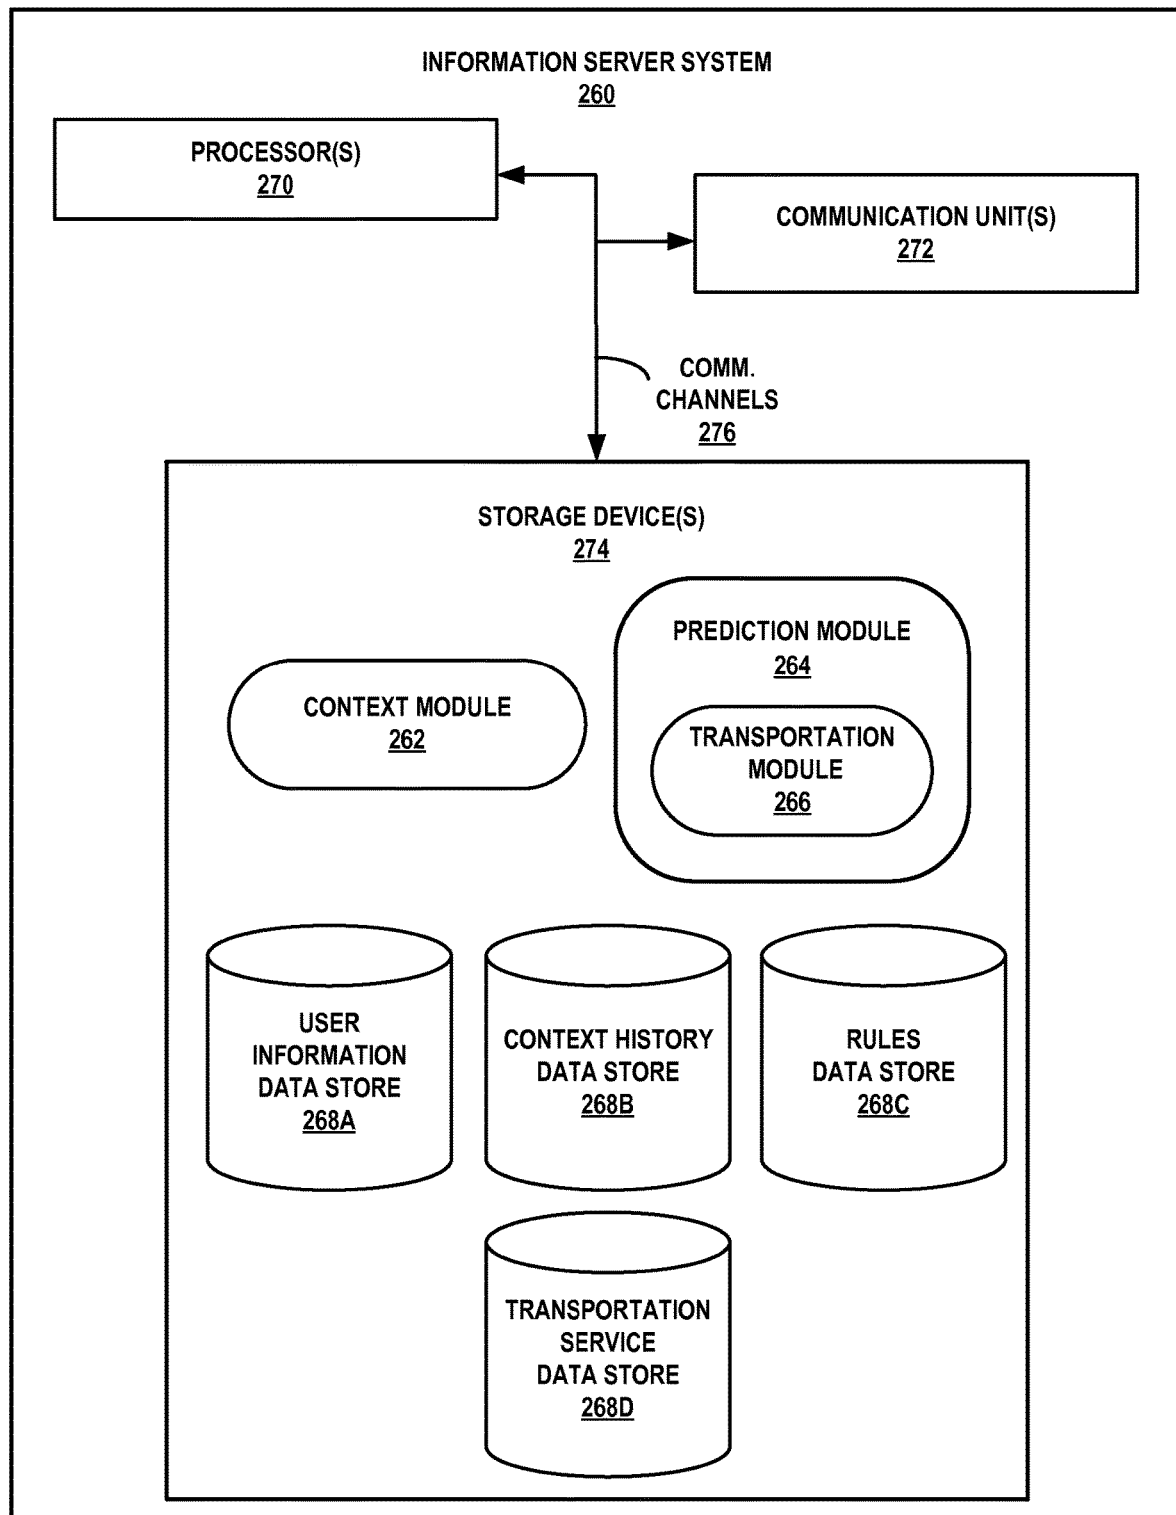 INFORMATION SERVER SYSTEM
260
PROCESSOR(S)
270
COMMUNICATION UNIT(S)
272
COMM.
CHANNELS
276
STORAGE DEVICE(S)
274
PREDICTION MODULE
264
CONTEXT MODULE
262
TRANSPORTATION
MODULE
266
USER
INFORMATION
DATA STORE
268A
CONTEXT HISTORY
DATA STORE
268B
RULES
DATA STORE
268C
TRANSPORTATION
SERVICE
DATA STORE
268D